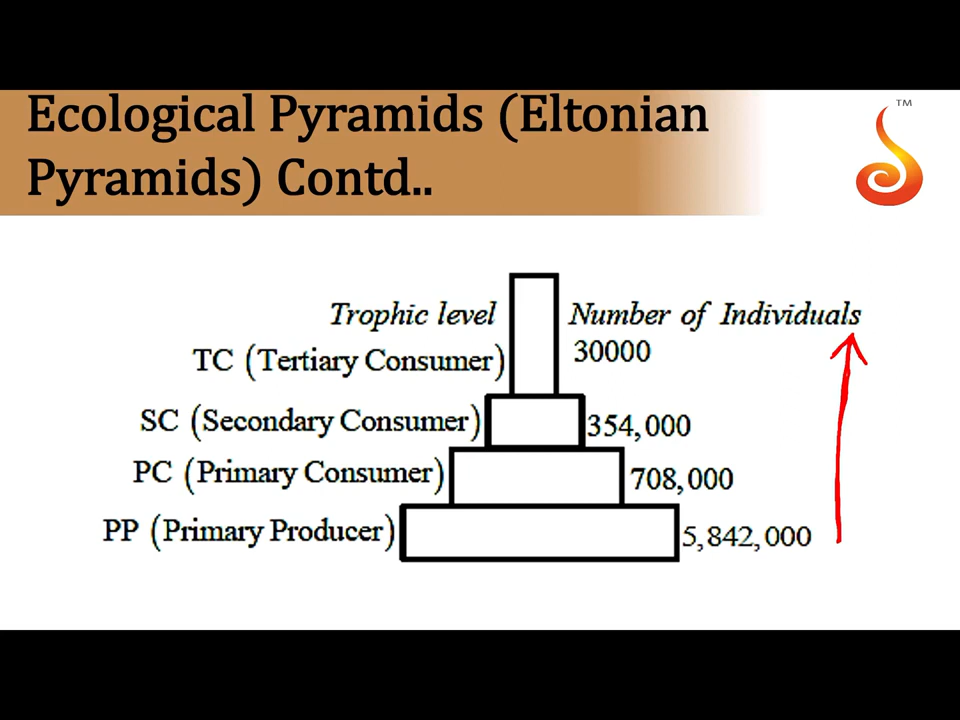 Ecological Pyramids (Eltonian
Pyramids) Contd..
TM
Trophic level Number of Individuals
TC (Tertiary Consumer) 30000
SC (Secondary Consumer) 354,000
PC (Primary Consumer) 708,000
PP (Primary Producer) 5,842,000